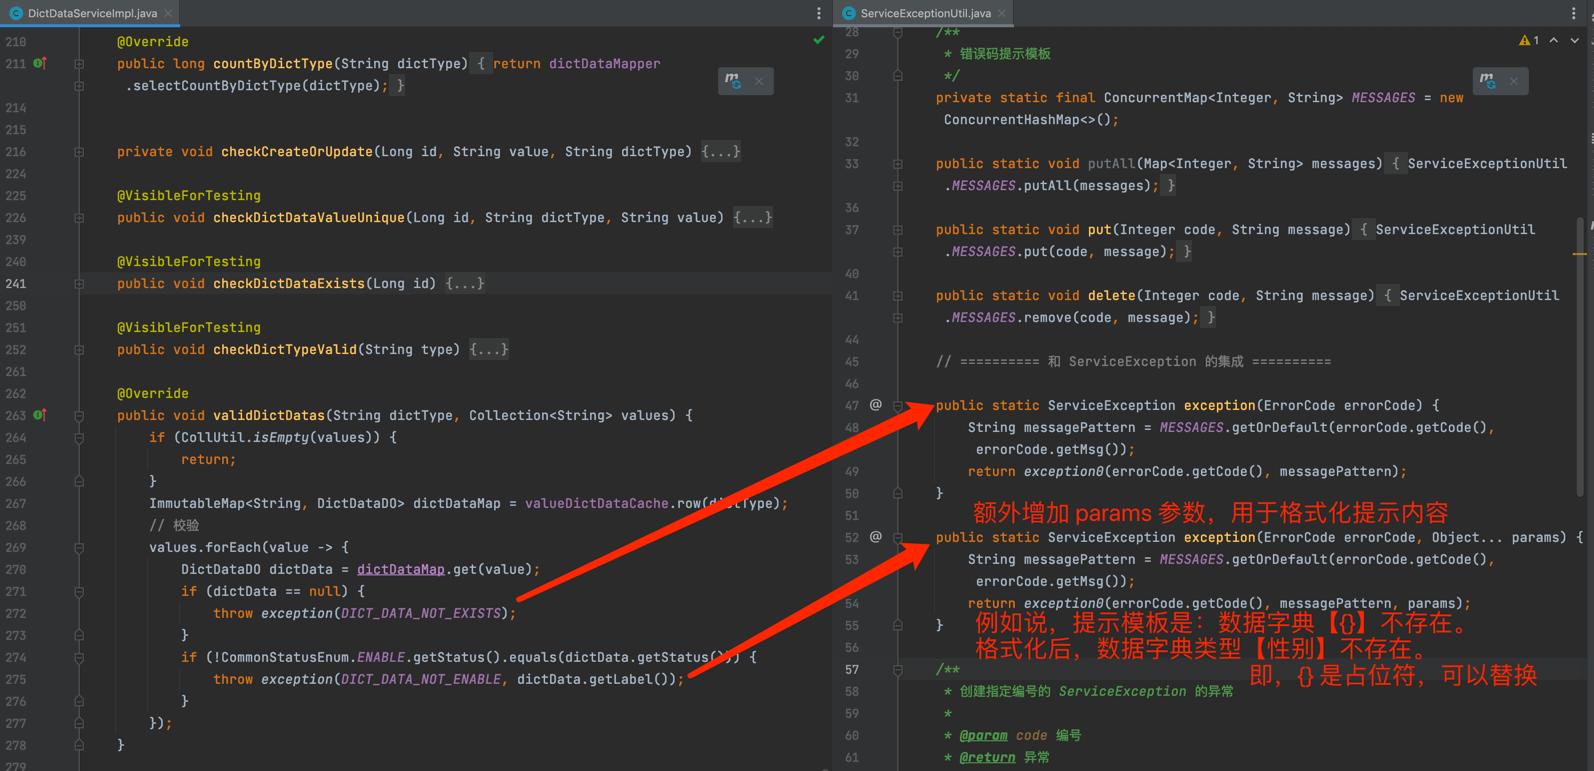 DictDataServiceImpl.java
210 @Override
211 public long countByDictType(String dictType) { return dictDataMapper
.selectCountByDictType(dictType); }
214
215
216 private void checkCreateOrUpdate(Long id, String value, String dictType) {...}
224
225 @VisibleForTesting
226 public void checkDictDataValueUnique(Long id, String dictType, String value) {...}
239
240 @VisibleForTesting
241 public void checkDictDataExists(Long id) {...}
250
251 @VisibleForTesting
252 public void checkDictTypeValid(String type) {...}
261
262 @Override
263 public void validDictDatas(String dictType, Collection<String> values) {
264 if (CollUtil.isEmpty(values)) {
265 return;
266 }
267 ImmutableMap<String, DictDataDO> dictDataMap = valueDictDataCache.row(dictType);
268 // 校验
269 values.forEach(value -> {
270 DictDataDO dictData = dictDataMap.get(value);
271 if (dictData == null) {
272 throw exception(DICT_DATA_NOT_EXISTS);
273 }
274 if (!CommonStatusEnum.ENABLE.getStatus().equals(dictData.getStatus())) {
275 throw exception(DICT_DATA_NOT_ENABLE, dictData.getLabel());
276 }
277 });
278 }
279
ServiceExceptionUtil.java
1
28 /**
29 * 错误码提示模板
30 */
31 private static final ConcurrentMap<Integer, String> MESSAGES = new
ConcurrentHashMap<>();
32
33 public static void putAll(Map<Integer, String> messages) { ServiceExceptionUtil
.MESSAGES.putAll(messages); }
36
37 public static void put(Integer code, String message) { ServiceExceptionUtil
.MESSAGES.put(code, message); }
40
41 public static void delete(Integer code, String message) { ServiceExceptionUtil
.MESSAGES.remove(code, message); }
44
45 // ========== 和 ServiceException 的集成 ==========
46
47 @ public static ServiceException exception(ErrorCode errorCode) {
48 String messagePattern = MESSAGES.getOrDefault(errorCode.getCode(),
errorCode.getMsg());
49 return exception0(errorCode.getCode(), messagePattern);
50 }
51 额外增加 params 参数，用于格式化提示内容
52 @ public static ServiceException exception(ErrorCode errorCode, Object... params) {
53 String messagePattern = MESSAGES.getOrDefault(errorCode.getCode(),
errorCode.getMsg());
54 return exception0(errorCode.getCode(), messagePattern, params);
55 } 例如说，提示模板是：数据字典【{}】不存在。
56 格式化后，数据字典类型【性别】不存在。
57 /** 即，{} 是占位符，可以替换
58 * 创建指定编号的 ServiceException 的异常
59 *
60 * @param code 编号
61 * @return 异常